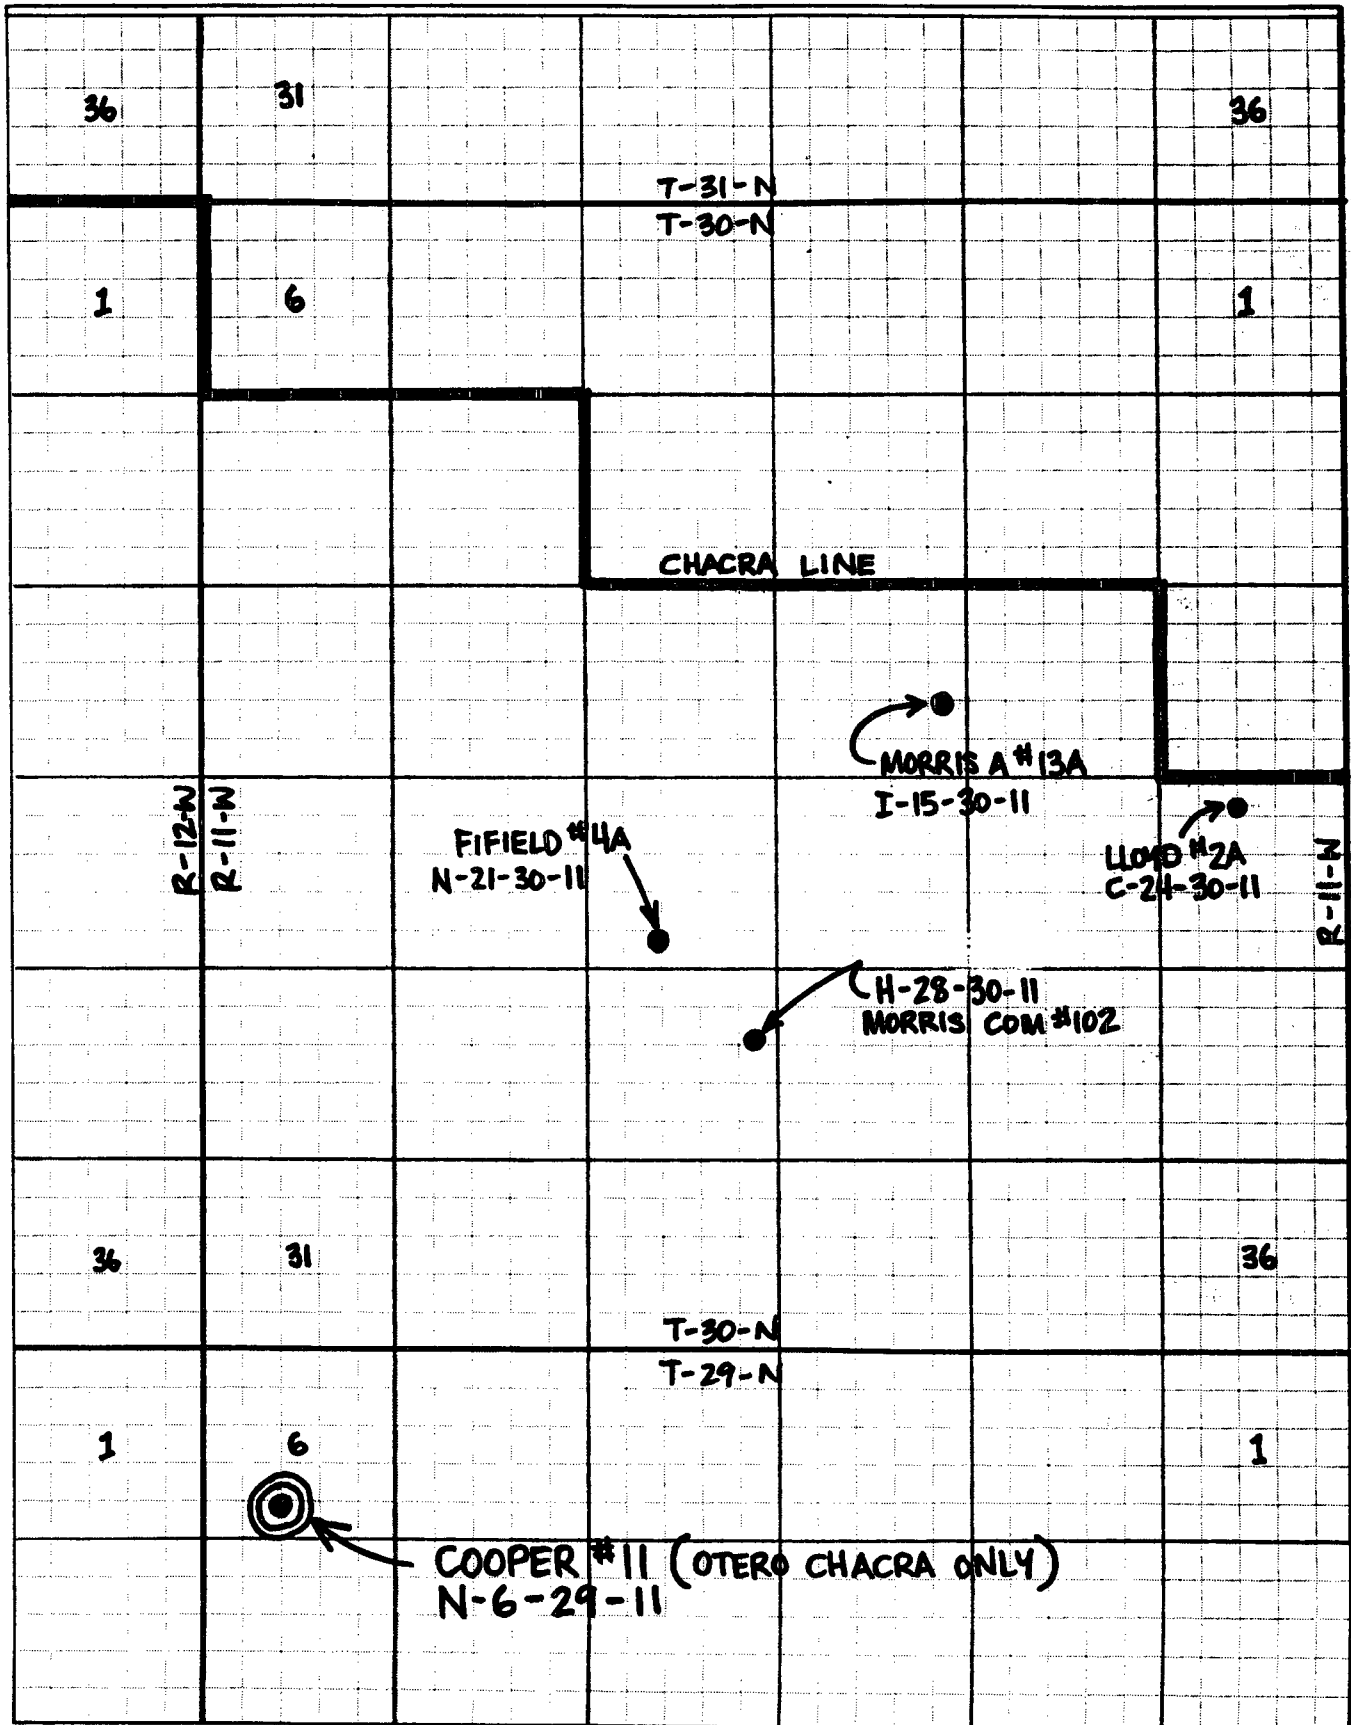 36
31
36
T-31-N
T-30-N
1
6
1
CHACRA LINE
MORRIS A #13A
I-15-30-11
R-12-W
R-11-W
FIFIELD #4A
N-21-30-11
LLOYD #2A
C-24-30-11
R-11-W
H-28-30-11
MORRIS COM #102
36
31
36
T-30-N
T-29-N
1
6
1
COOPER #11 (OTERO CHACRA ONLY)
N-6-29-11